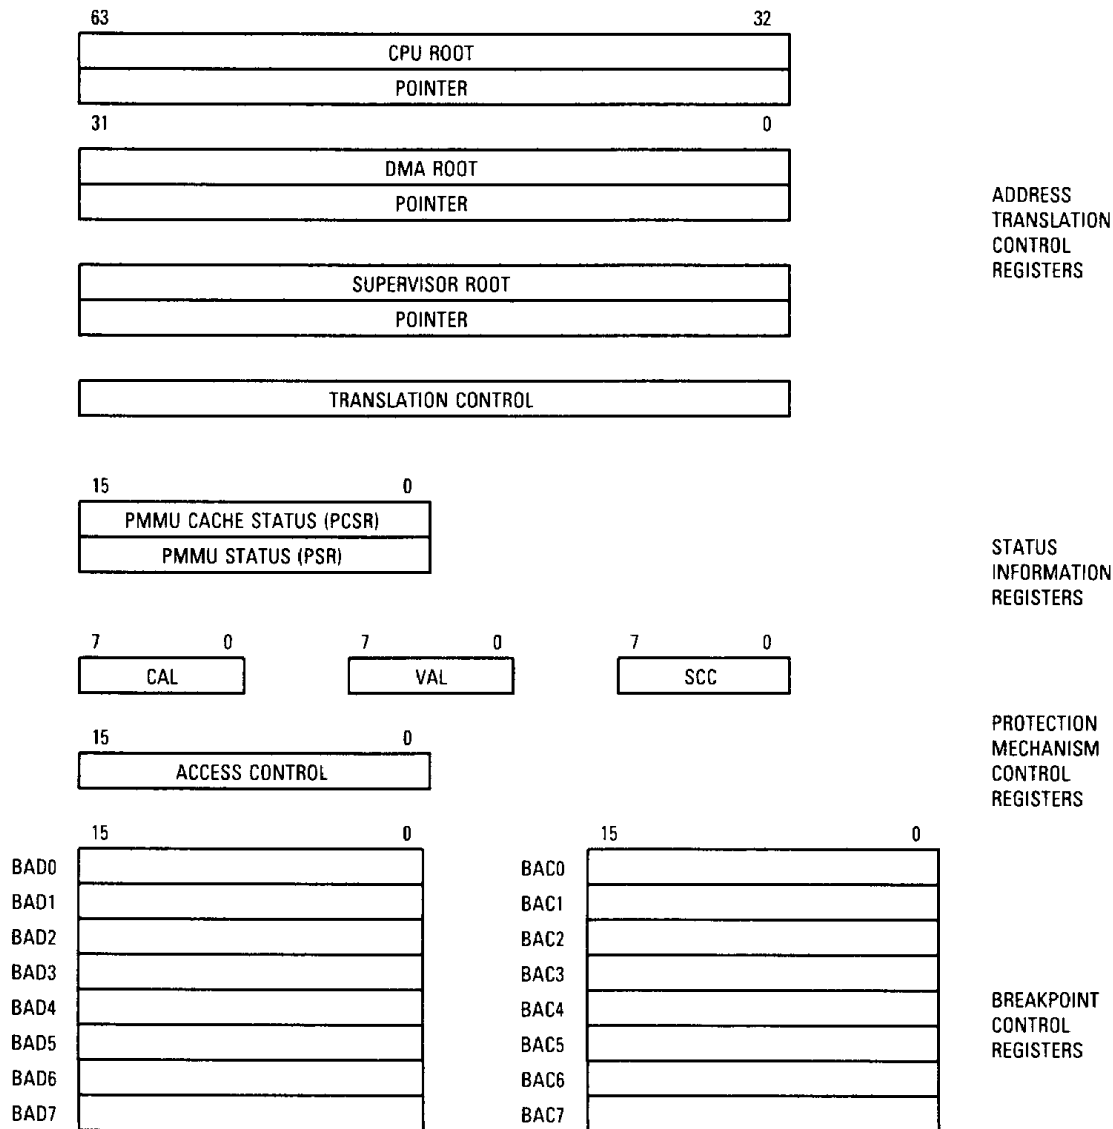 63 32
CPU ROOT
POINTER
31 0
DMA ROOT
POINTER
ADDRESS
TRANSLATION
CONTROL
REGISTERS
SUPERVISOR ROOT
POINTER
TRANSLATION CONTROL
15 0
PMMU CACHE STATUS (PCSR)
PMMU STATUS (PSR)
STATUS
INFORMATION
REGISTERS
7 0 7 0 7 0
CAL VAL SCC
15 0
ACCESS CONTROL
PROTECTION
MECHANISM
CONTROL
REGISTERS
15 0 15 0
BAD0 BAC0
BAD1 BAC1
BAD2 BAC2
BAD3 BAC3
BAD4 BAC4
BAD5 BAC5
BAD6 BAC6
BAD7 BAC7
BREAKPOINT
CONTROL
REGISTERS